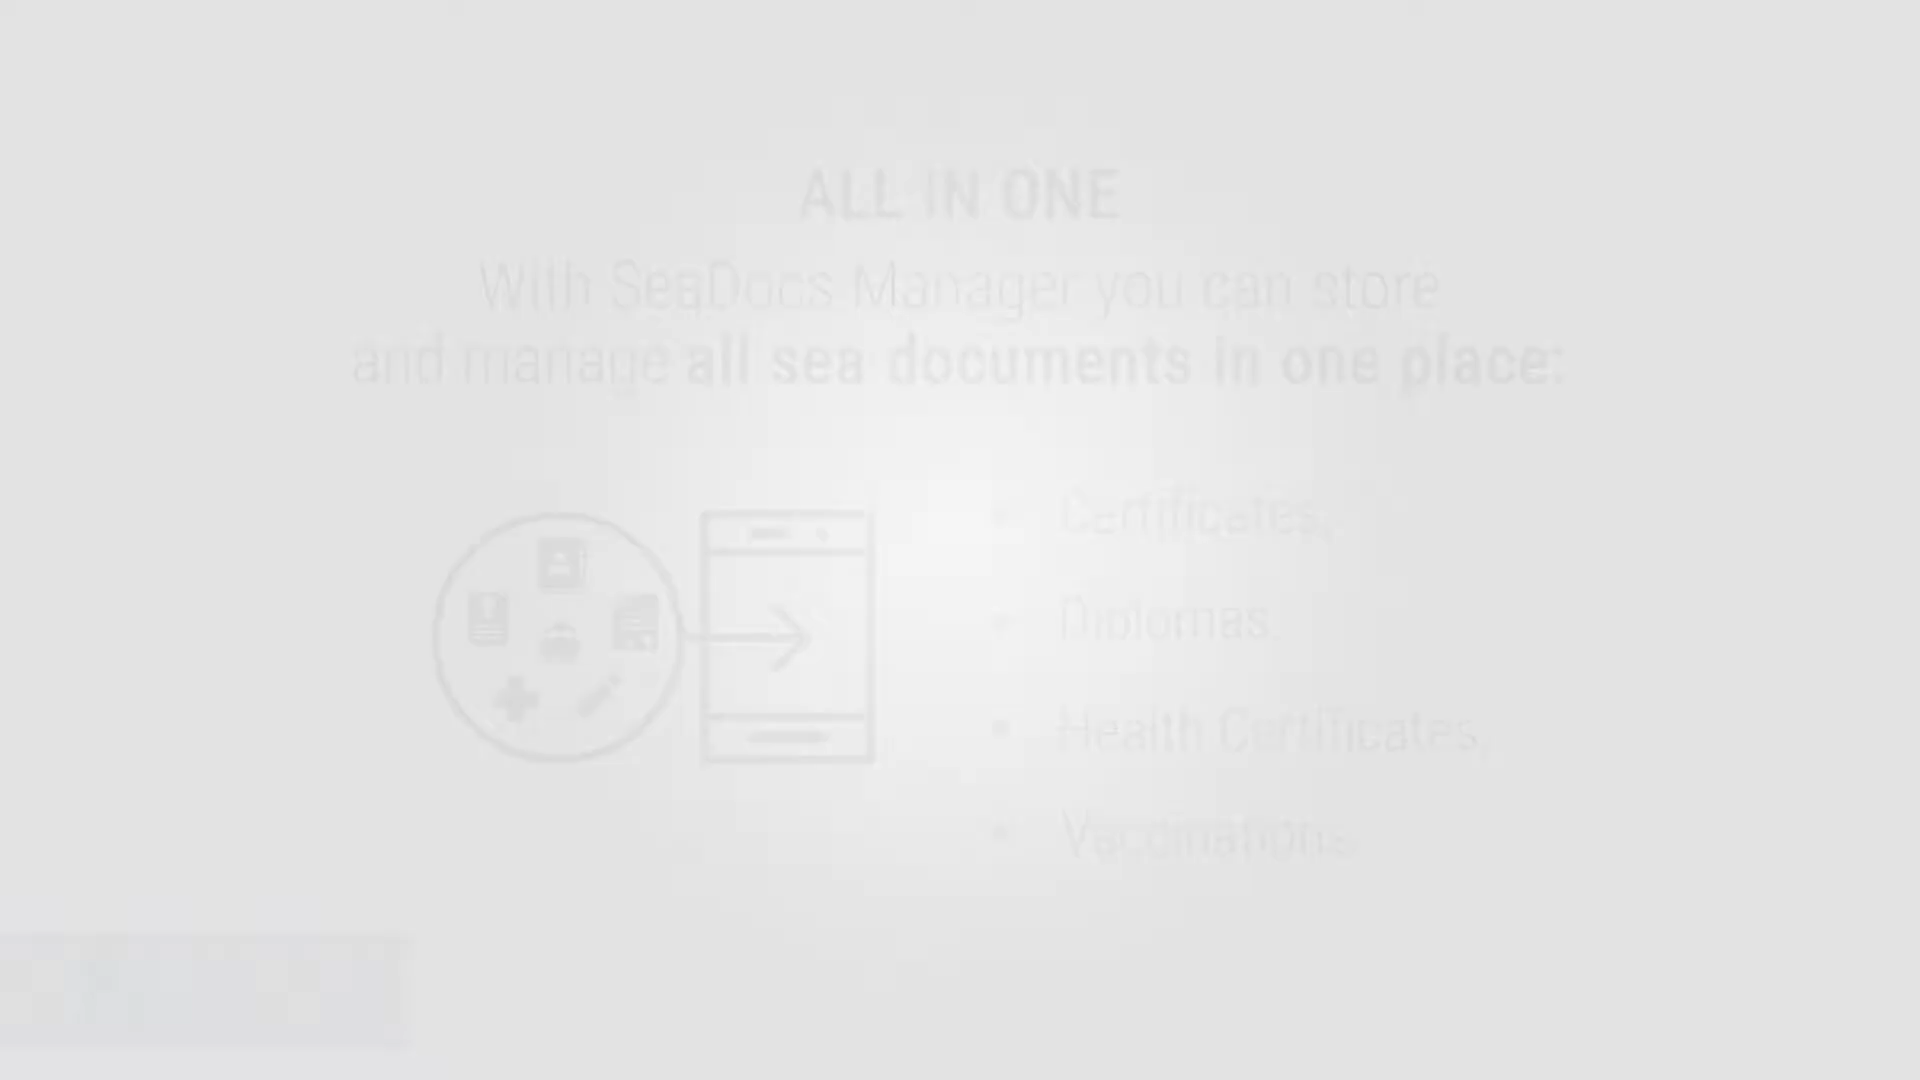 ALL IN ONE
With SeaDocs Manager you can store
and manage all sea documents in one place:
• Certificates,
• Diplomas,
• Health Certificates,
• Vaccinations